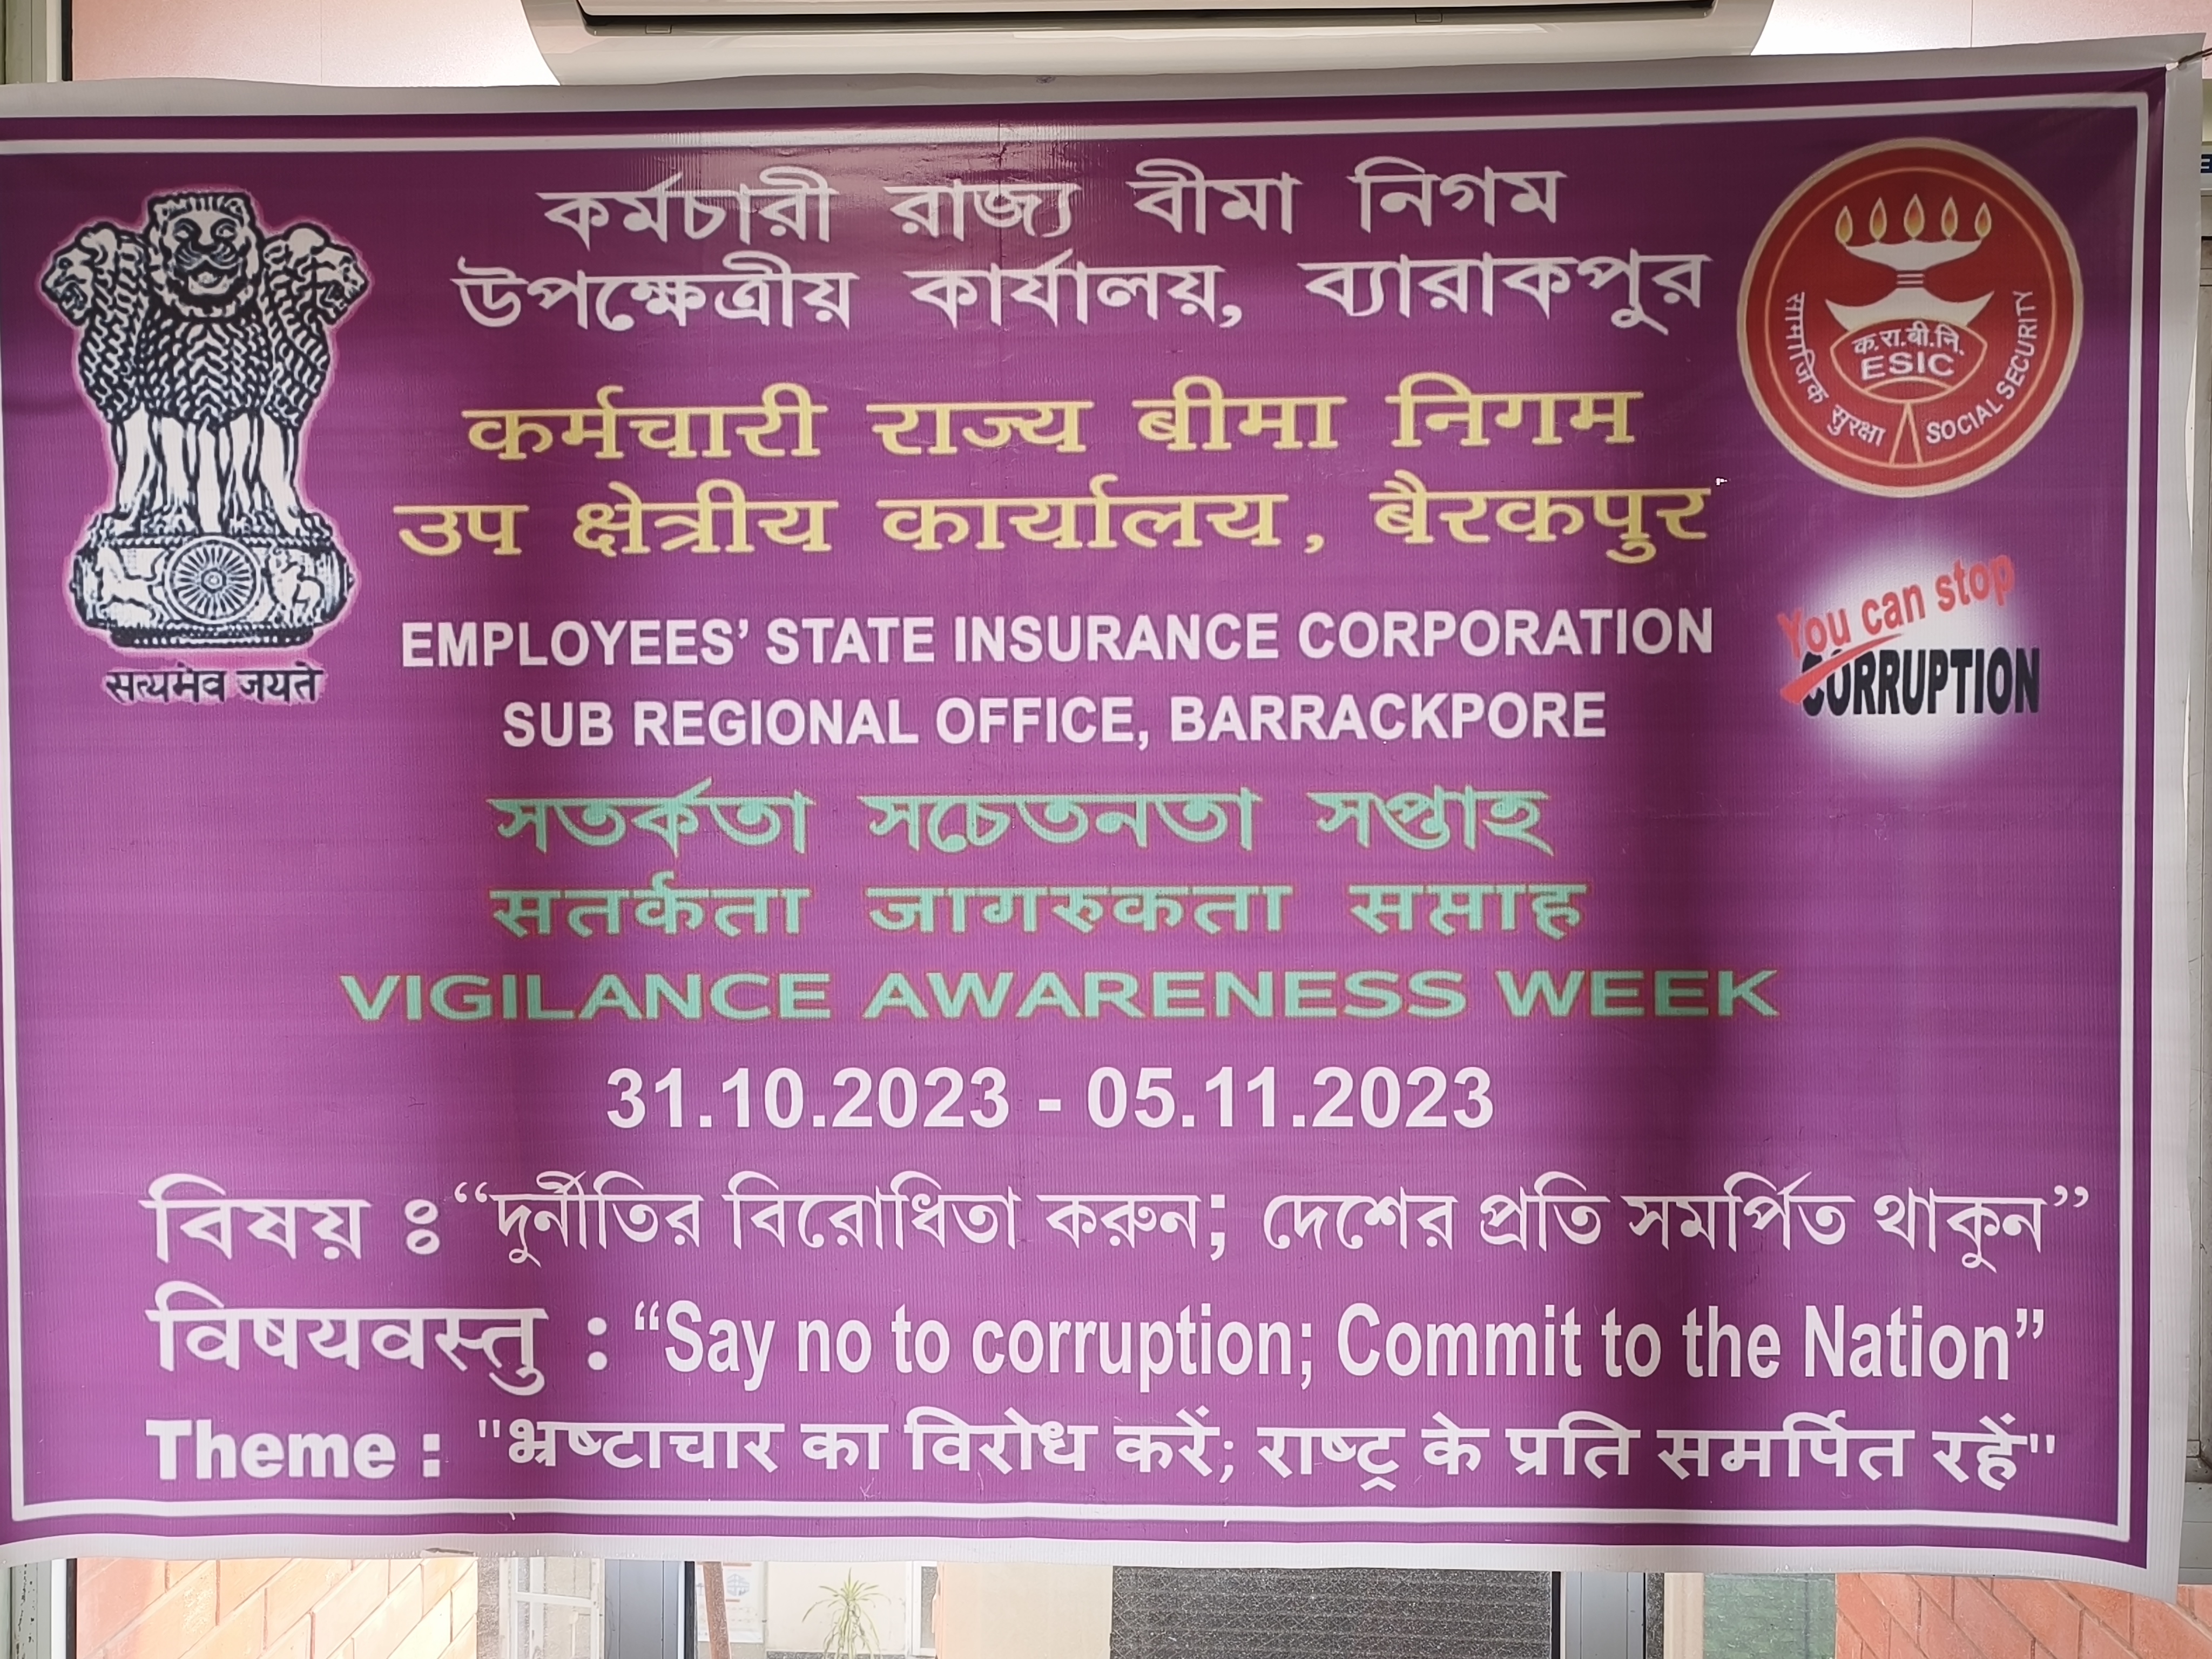 কর্মচারী রাজ্য বীমা নিগম
উপক্ষেত্রীয় কার্যালয়, ব্যারাকপুর
कर्मचारी राज्य बीमा निगम
उप क्षेत्रीय कार्यालय, बैरकपुर
EMPLOYEES' STATE INSURANCE CORPORATION
SUB REGIONAL OFFICE, BARRACKPORE
सत्यमेव जयते
क.रा.बी.नि.
ESIC
सामाजिक सुरक्षा
SOCIAL SECURITY
You can stop
CORRUPTION
সতর্কতা সচেতনতা সপ্তাহ
सतर्कता जागरुकता सप्ताह
VIGILANCE AWARENESS WEEK
31.10.2023 - 05.11.2023
বিষয় ঃ “দুর্নীতির বিরোধিতা করুন; দেশের প্রতি সমর্পিত থাকুন”
विषयवस्तु : “Say no to corruption; Commit to the Nation”
Theme : "भ्रष्टाचार का विरोध करें; राष्ट्र के प्रति समर्पित रहें"